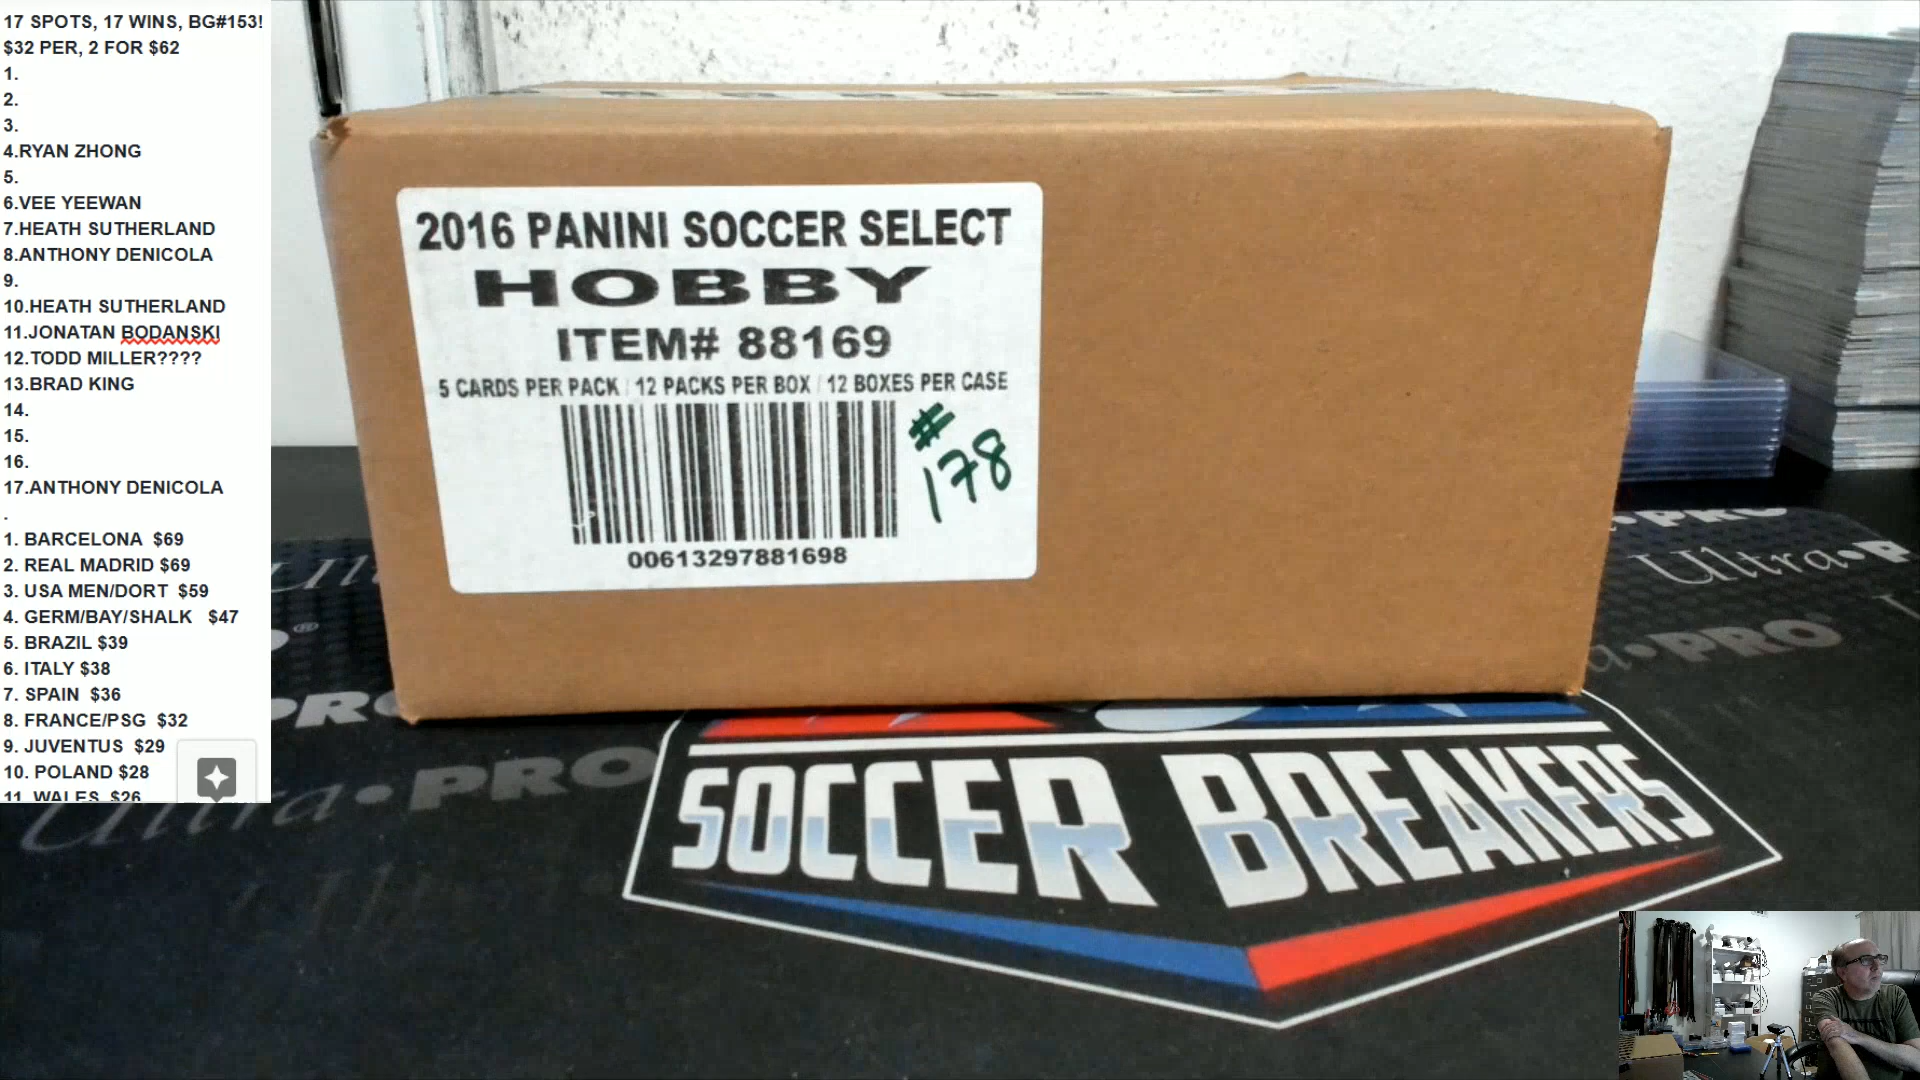 17 SPOTS, 17 WINS, BG#153!
$32 PER, 2 FOR $62
1.
2.
3.
4.RYAN ZHONG
5.
6.VEE YEEWAN
7.HEATH SUTHERLAND
8.ANTHONY DENICOLA
9.
10.HEATH SUTHERLAND
11.JONATAN BODANSKI
12.TODD MILLER????
13.BRAD KING
14.
15.
16.
17.ANTHONY DENICOLA
.
1. BARCELONA $69
2. REAL MADRID $69
3. USA MEN/DORT $59
4. GERM/BAY/SHALK $47
5. BRAZIL $39
6. ITALY $38
7. SPAIN $36
8. FRANCE/PSG $32
9. JUVENTUS $29
10. POLAND $28
11. WALES $26
2016 PANINI SOCCER SELECT
HOBBY
ITEM# 88169
5 CARDS PER PACK / 12 PACKS PER BOX / 12 BOXES PER CASE
#
178
00613297881698
SOCCER BREAKERS
Ultra•PRO